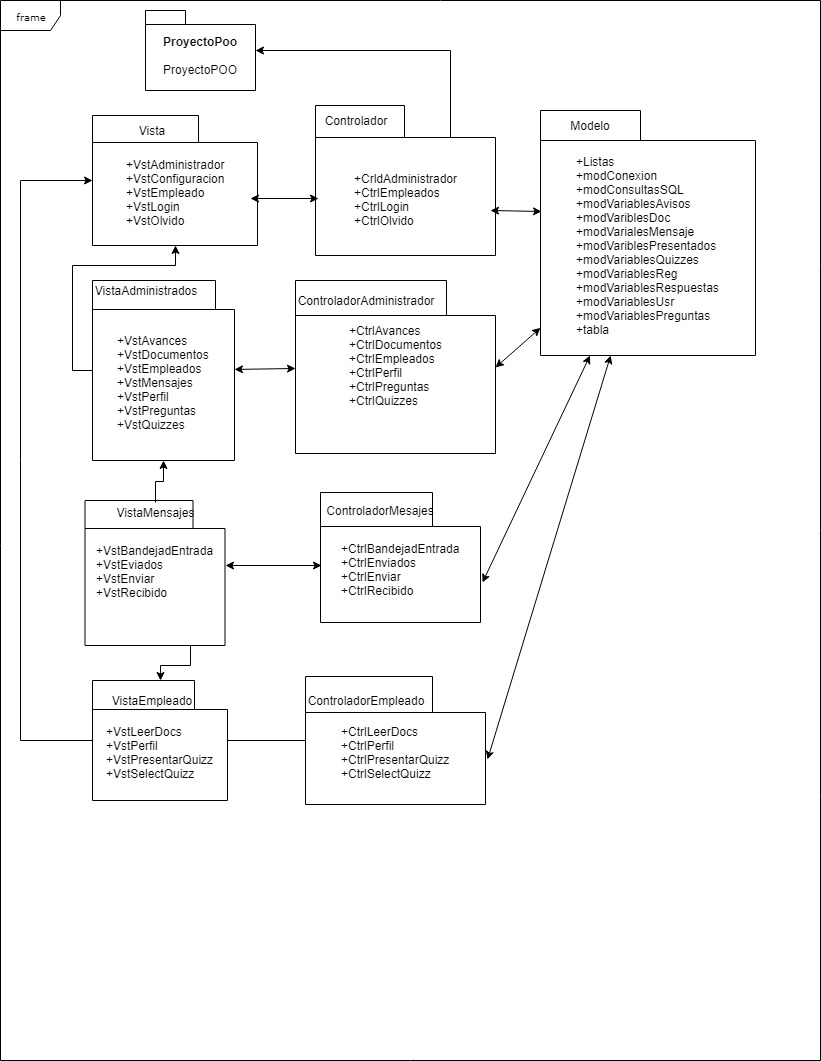 frame
ProyectoPoo
ProyectoPOO
Vista
+VstAdministrador
+VstConfiguracion
+VstEmpleado
+VstLogin
+VstOlvido
Controlador
+CrldAdministrador
+CtrlEmpleados
+CtrlLogin
+CtrlOlvido
Modelo
+Listas
+modConexion
+modConsultasSQL
+modVariablesAvisos
+modVariblesDoc
+modVarialesMensaje
+modVariblesPresentados
+modVariablesQuizzes
+modVariablesReg
+modVariablesRespuestas
+modVariablesUsr
+modVariablesPreguntas
+tabla
VistaAdministrados
+VstAvances
+VstDocumentos
+VstEmpleados
+VstMensajes
+VstPerfil
+VstPreguntas
+VstQuizzes
ControladorAdministrador
+CtrlAvances
+CtrlDocumentos
+CtrlEmpleados
+CtrlPerfil
+CtrlPreguntas
+CtrlQuizzes
VistaMensajes
+VstBandejadEntrada
+VstEviados
+VstEnviar
+VstRecibido
ControladorMesajes
+CtrlBandejadEntrada
+CtrlEnviados
+CtrlEnviar
+CtrlRecibido
VistaEmpleado
+VstLeerDocs
+VstPerfil
+VstPresentarQuizz
+VstSelectQuizz
ControladorEmpleado
+CtrlLeerDocs
+CtrlPerfil
+CtrlPresentarQuizz
+CtrlSelectQuizz